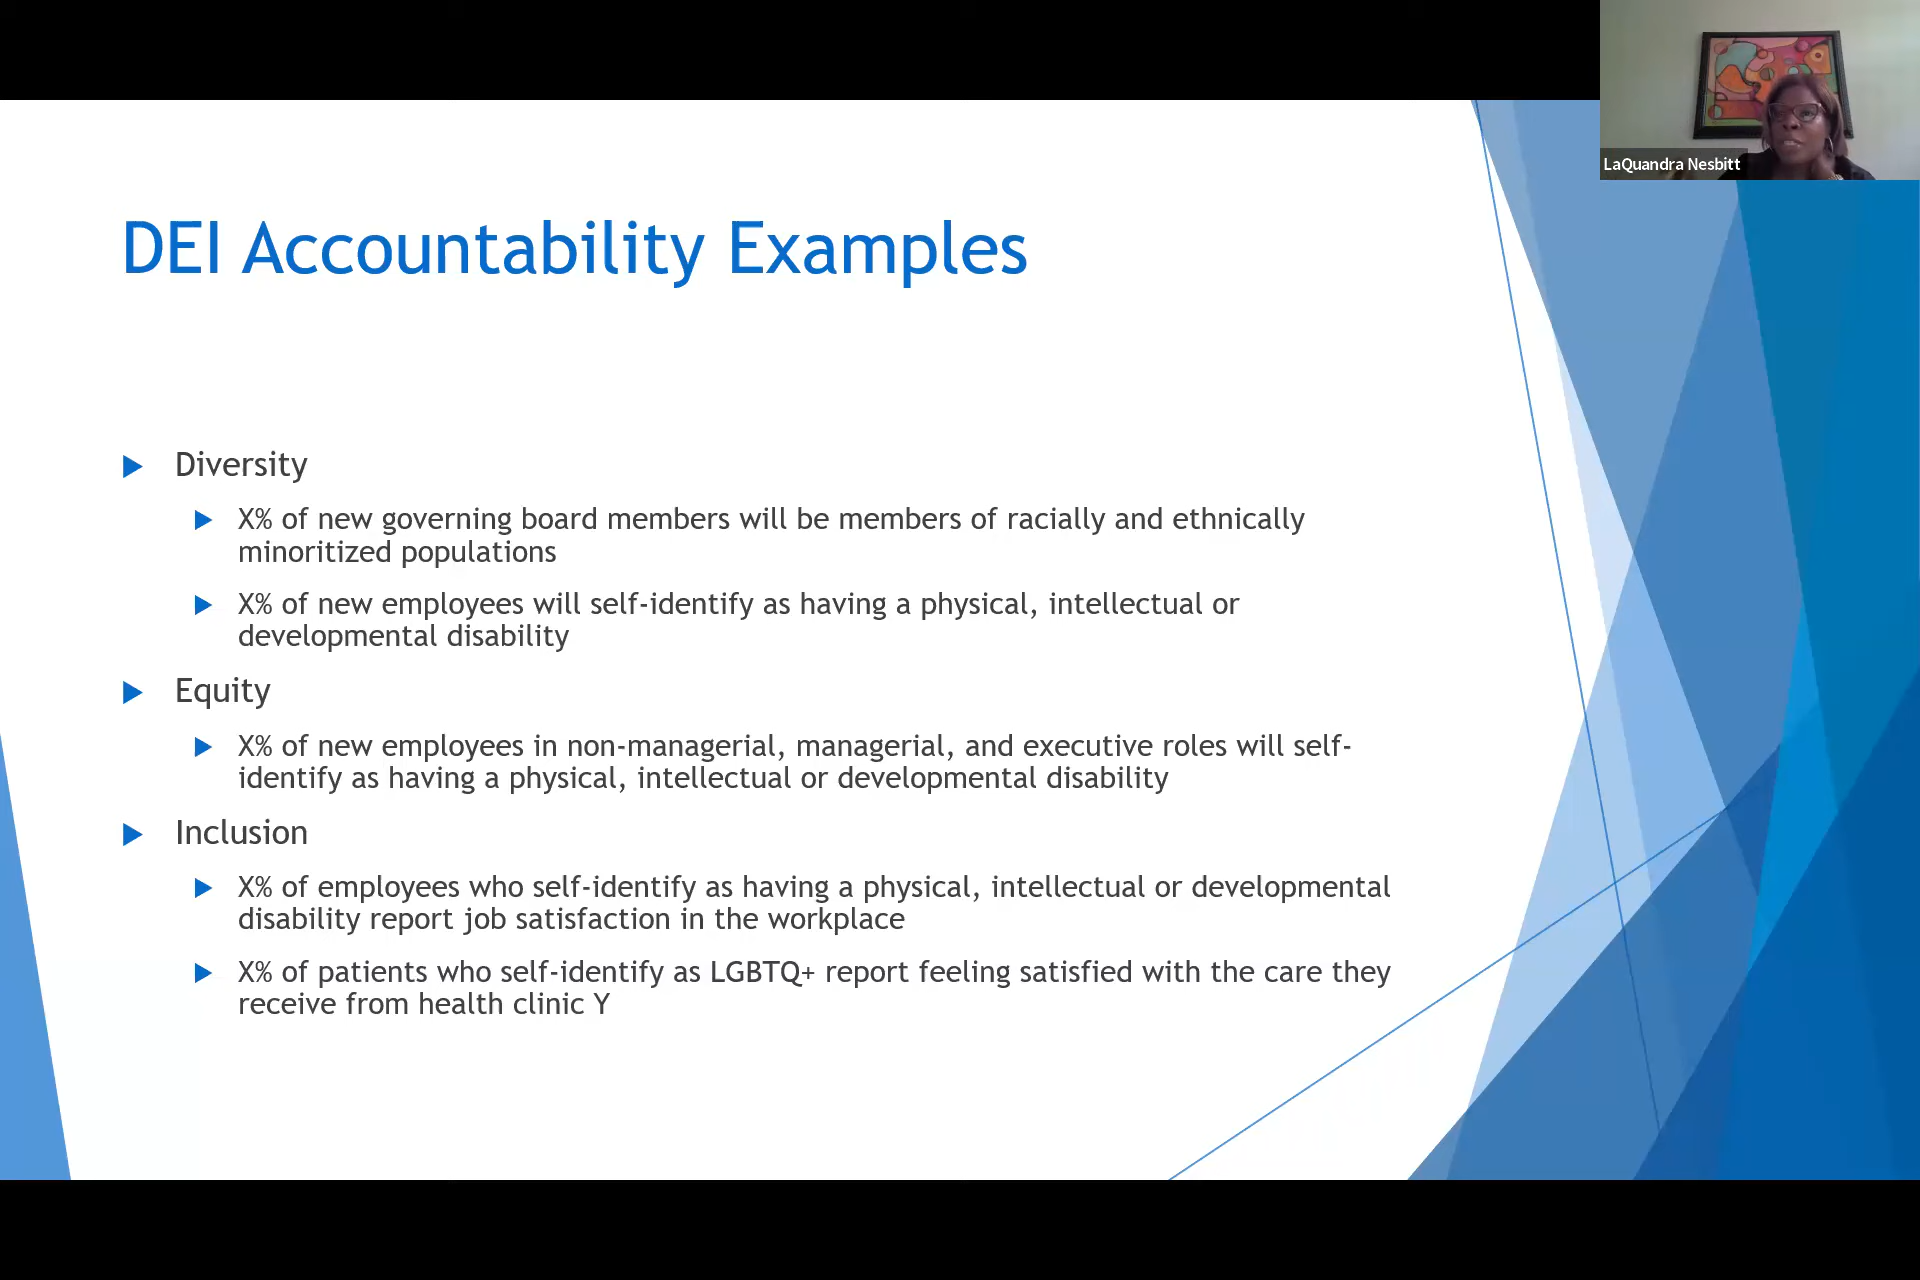 LaQuandra Nesbitt
DEI Accountability Examples
Diversity
X% of new governing board members will be members of racially and ethnically
minoritized populations
X% of new employees will self-identify as having a physical, intellectual or
developmental disability
Equity
X% of new employees in non-managerial, managerial, and executive roles will self-
identify as having a physical, intellectual or developmental disability
Inclusion
X% of employees who self-identify as having a physical, intellectual or developmental
disability report job satisfaction in the workplace
X% of patients who self-identify as LGBTQ+ report feeling satisfied with the care they
receive from health clinic Y